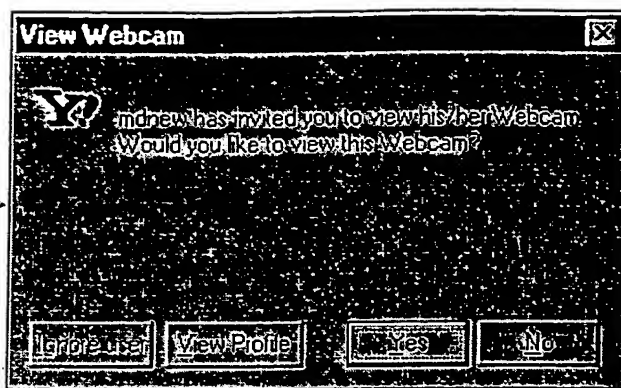 View Webcam
Y!
mdnew has invited you to view his/her Webcam.
Would you like to view this Webcam?
Ignore user View Profile Yes No